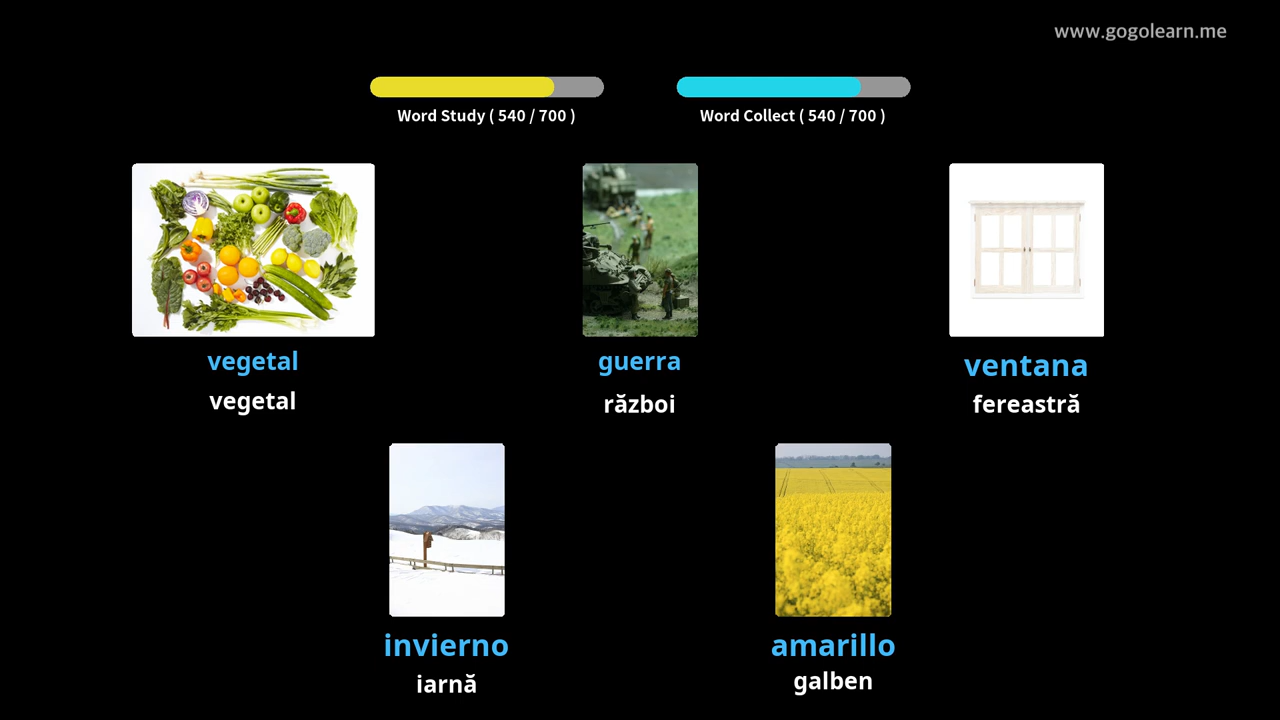 www.gogolearn.me
Word Study ( 540 / 700 )
Word Collect ( 540 / 700 )
vegetal
vegetal
guerra
război
ventana
fereastră
invierno
iarnă
amarillo
galben